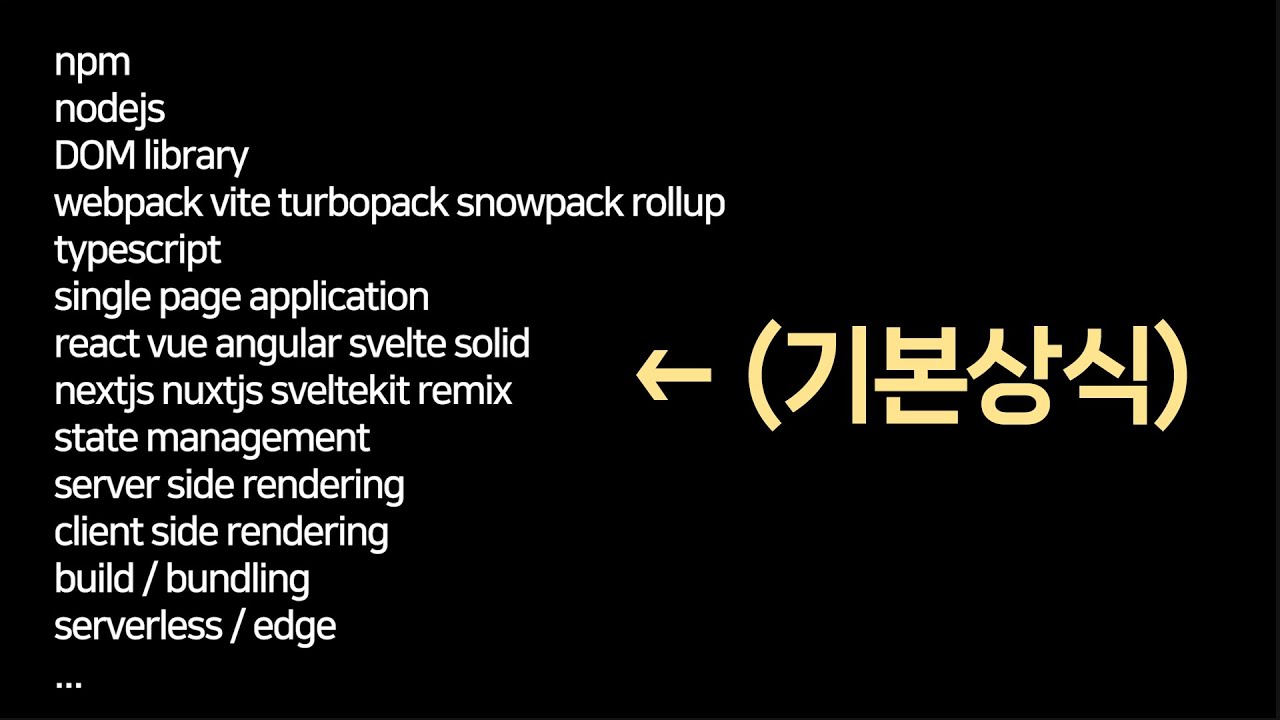 npm
nodejs
DOM library
webpack vite turbopack snowpack rollup
typescript
single page application
react vue angular svelte solid
nextjs nuxtjs sveltekit remix
state management
server side rendering
client side rendering
build / bundling
serverless / edge
...
← (기본상식)